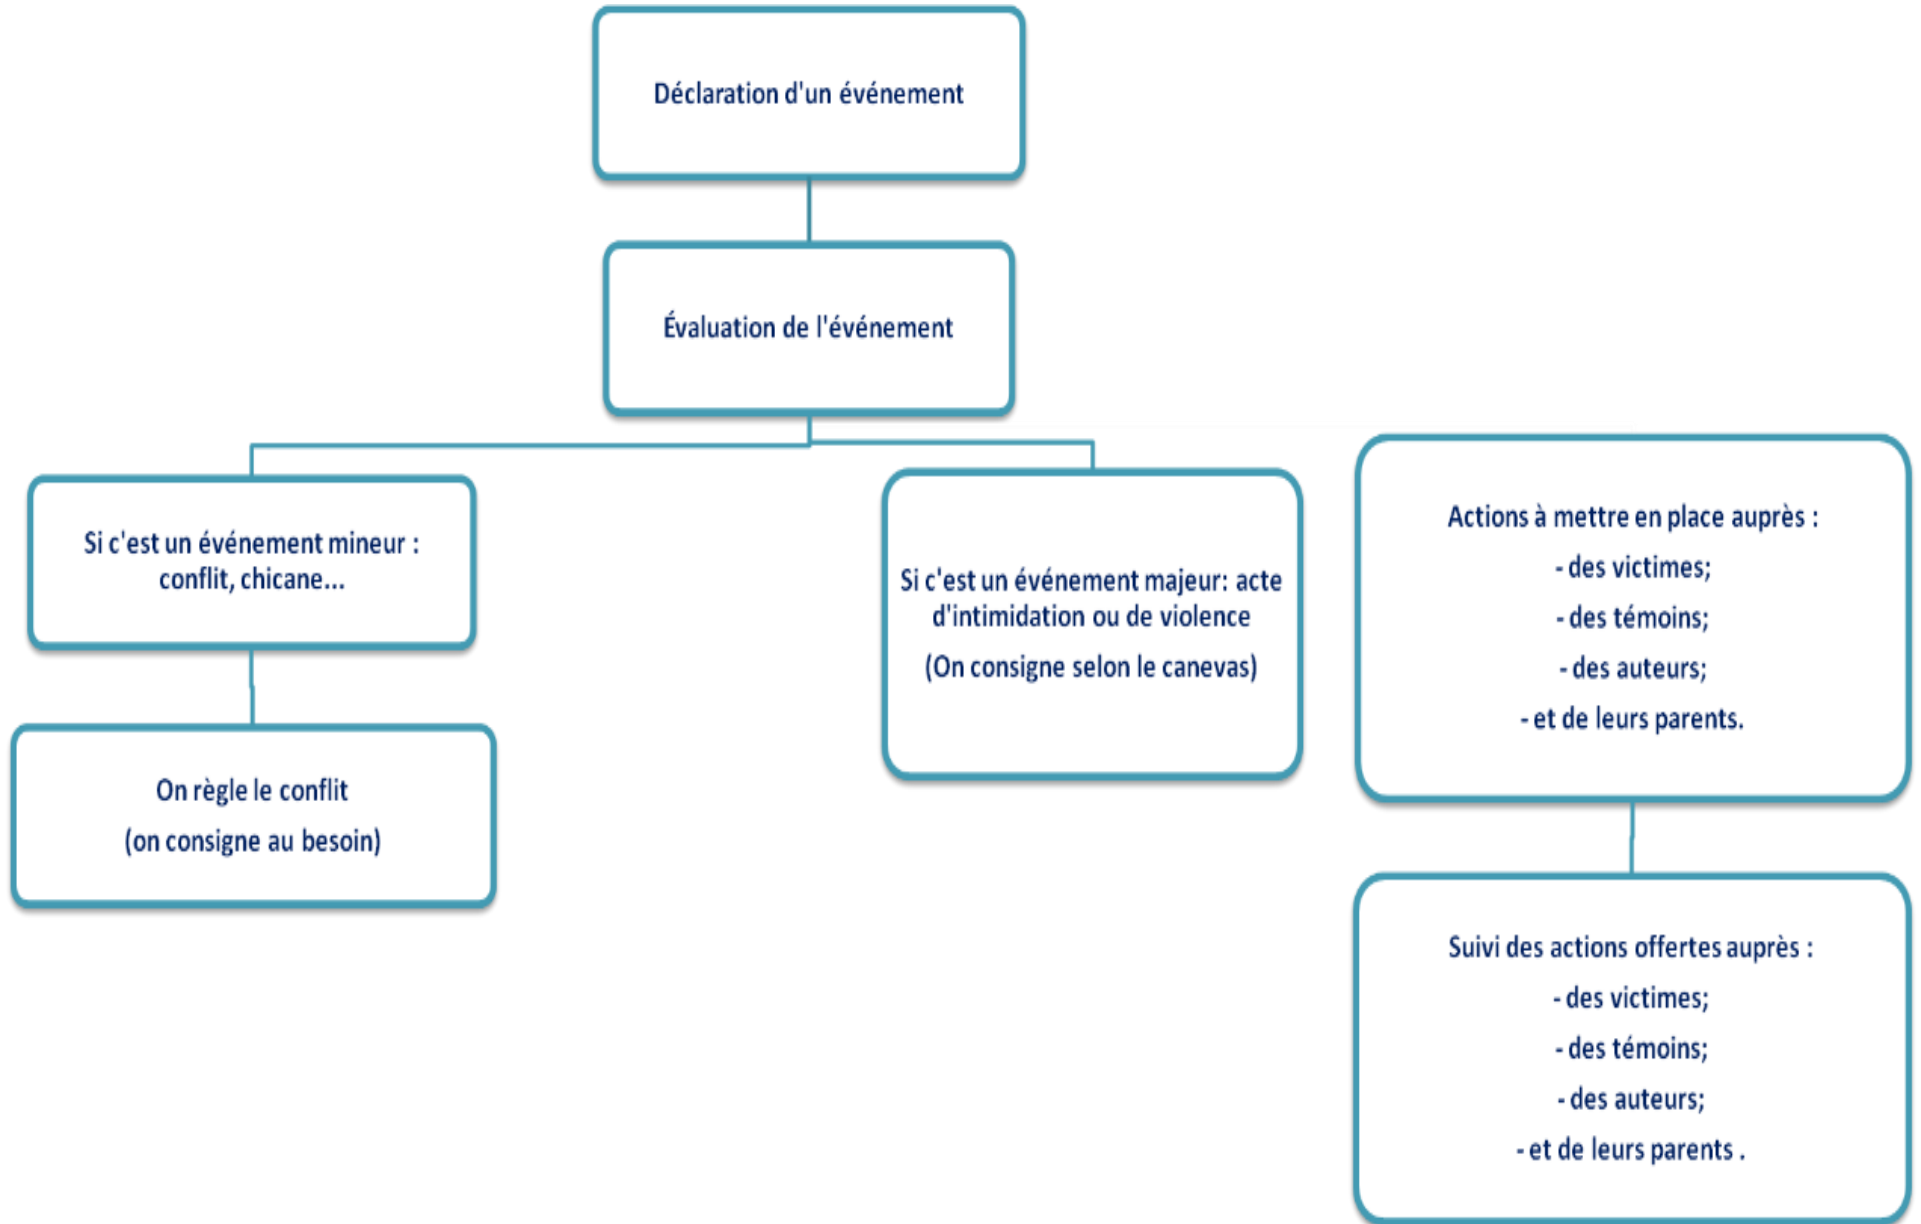 Déclaration d'un événement
Évaluation de l'événement
Si c'est un événement mineur :
conflit, chicane...
On règle le conflit
(on consigne au besoin)
Si c'est un événement majeur: acte
d'intimidation ou de violence
(On consigne selon le canevas)
Actions à mettre en place auprès :
- des victimes;
- des témoins;
- des auteurs;
- et de leurs parents.
Suivi des actions offertes auprès :
- des victimes;
- des témoins;
- des auteurs;
- et de leurs parents .